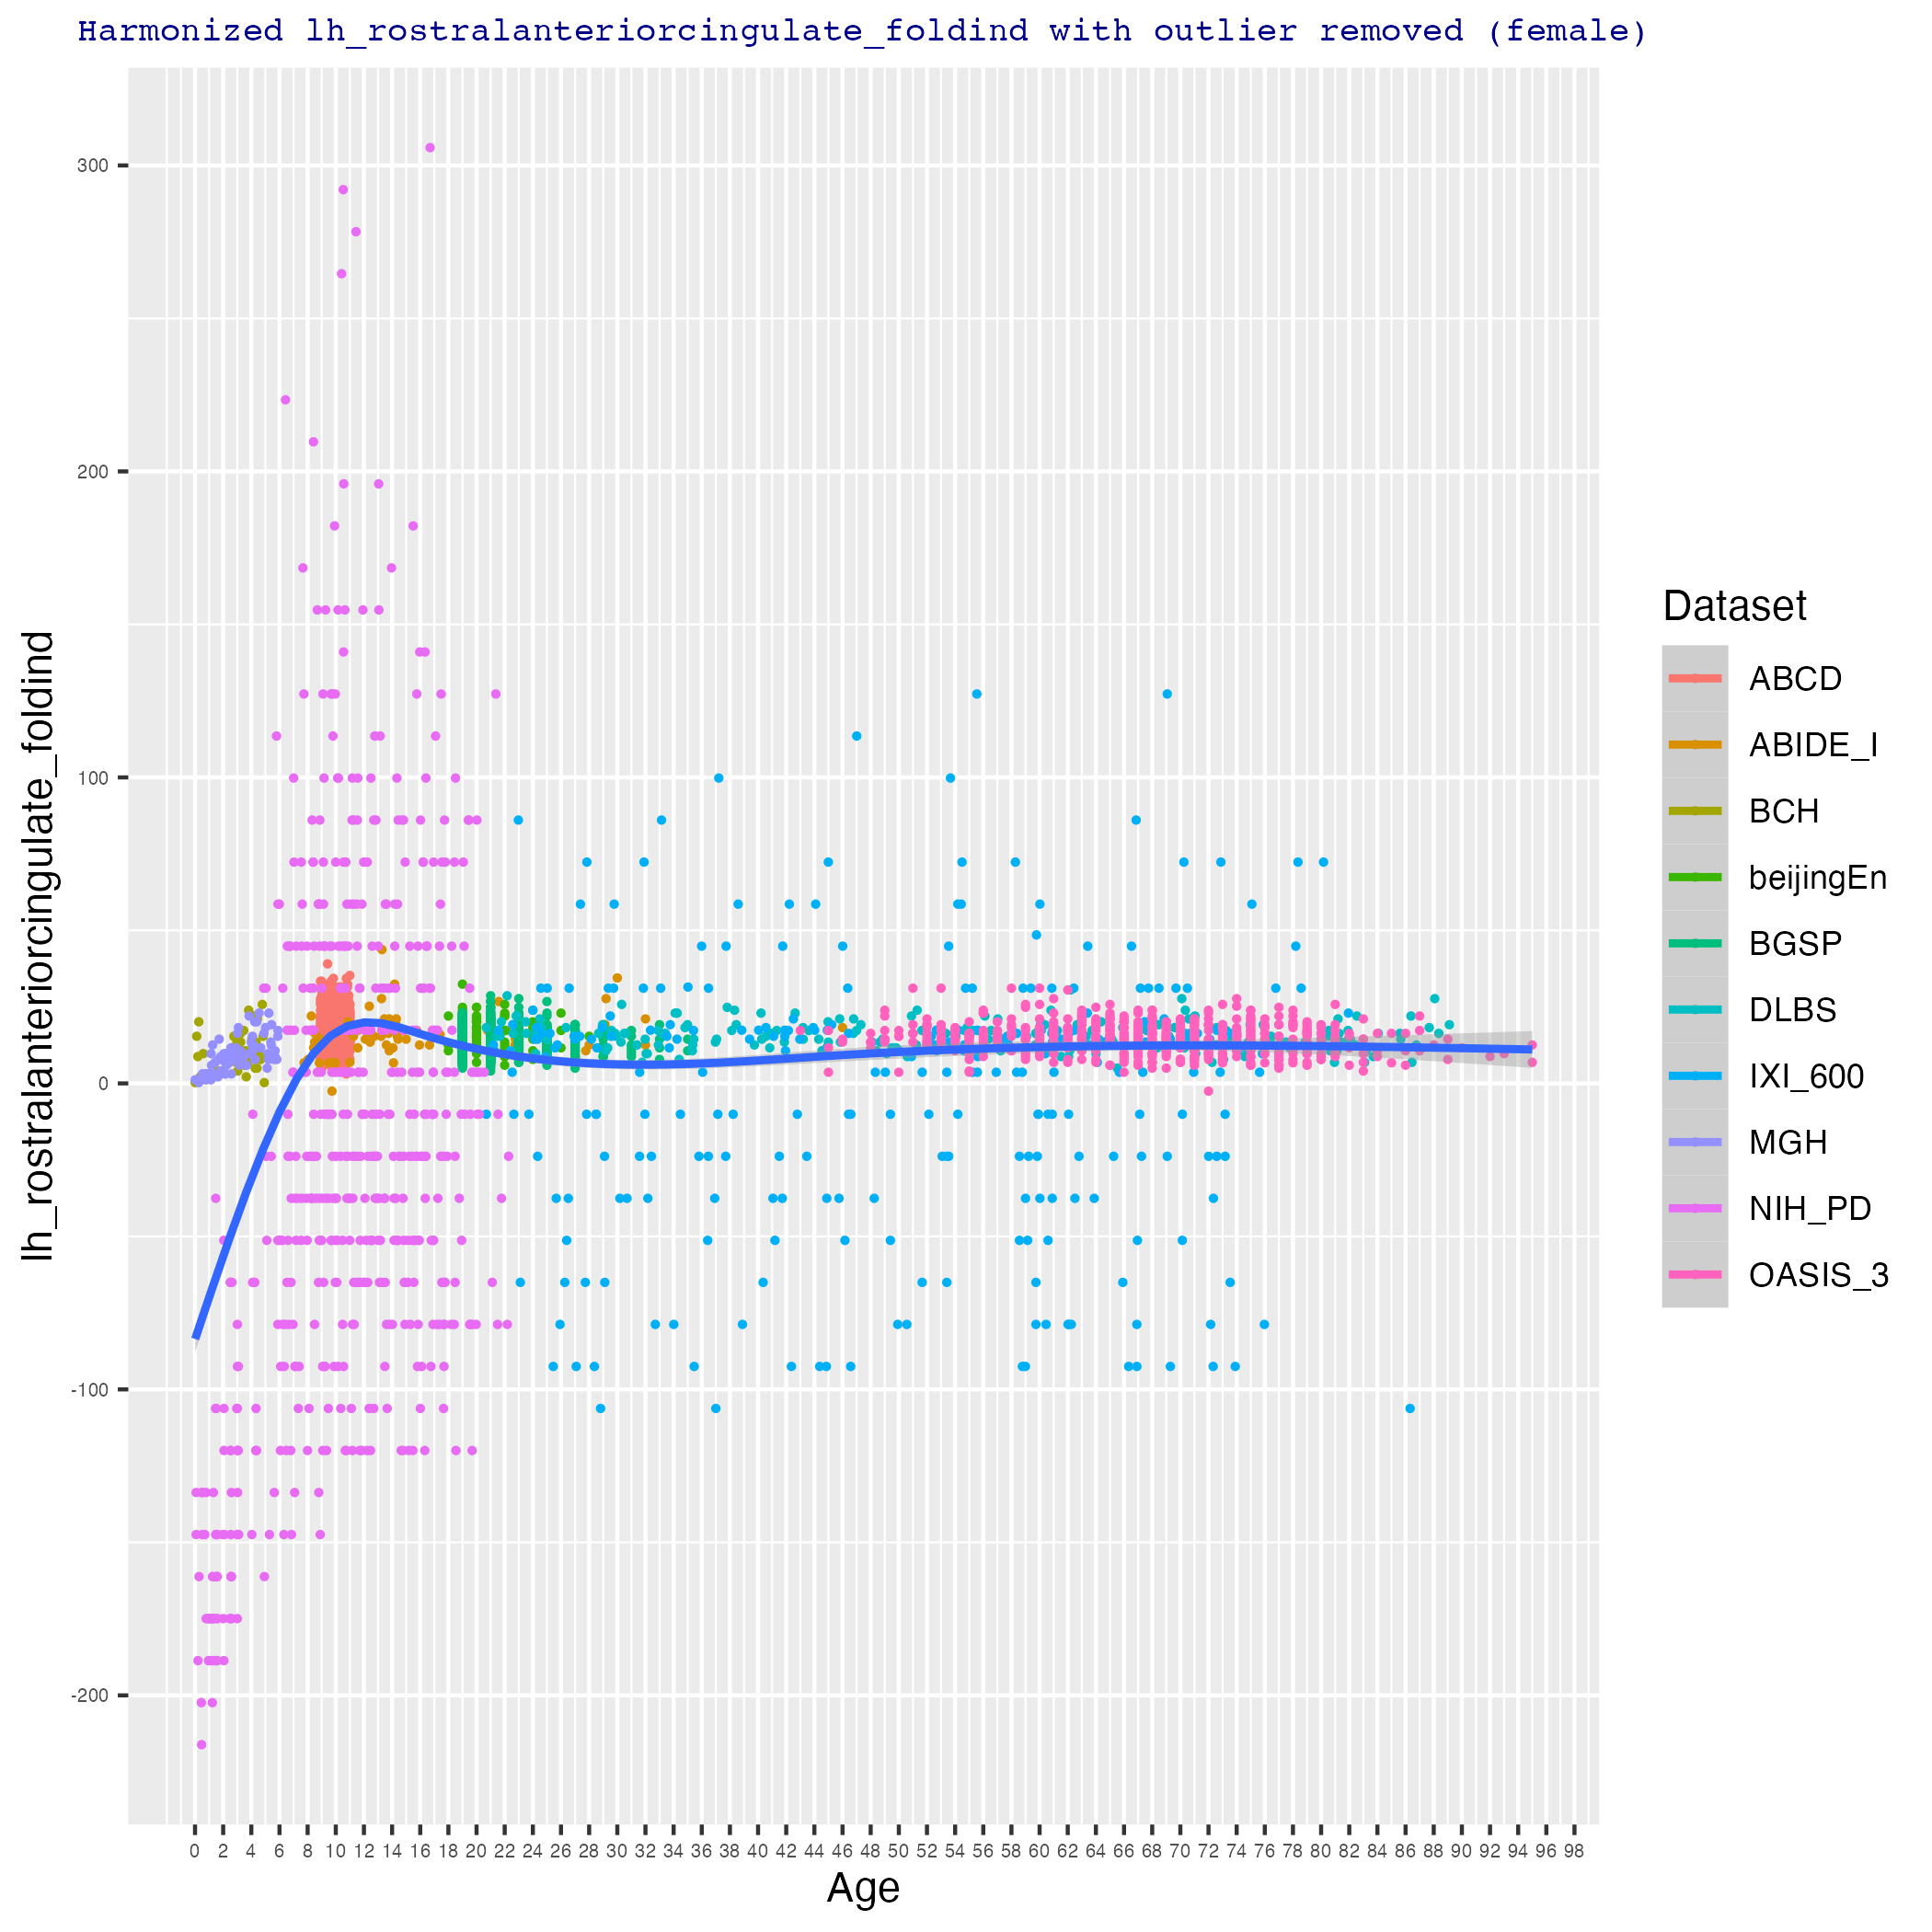 Harmonized lh_rostralanteriorcingulate_foldind with outlier removed (female)
lh_rostralanteriorcingulate_foldind
300
200
100
0
-100
-200
0 2 4 6 8 10 12 14 16 18 20 22 24 26 28 30 32 34 36 38 40 42 44 46 48 50 52 54 56 58 60 62 64 66 68 70 72 74 76 78 80 82 84 86 88 90 92 94 96 98
Age
Dataset
ABCD
ABIDE_I
BCH
beijingEn
BGSP
DLBS
IXI_600
MGH
NIH_PD
OASIS_3